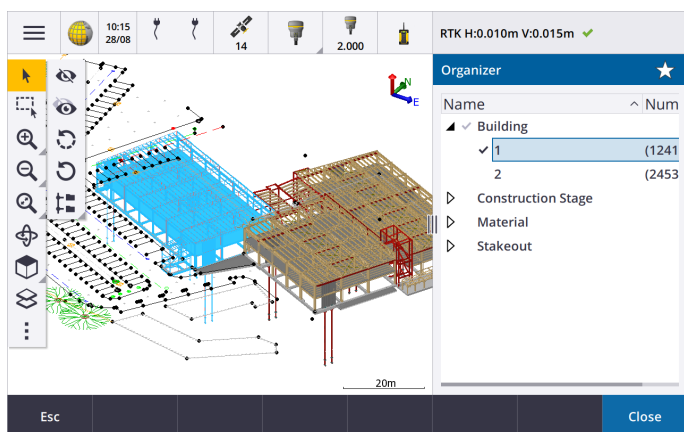 10:15
28/08
14
2.000
RTK H:0.010m V:0.015m
Organizer
Name Num
Building
1 (1241
2 (2453
Construction Stage
Material
Stakeout
N
E
20m
Esc
Close